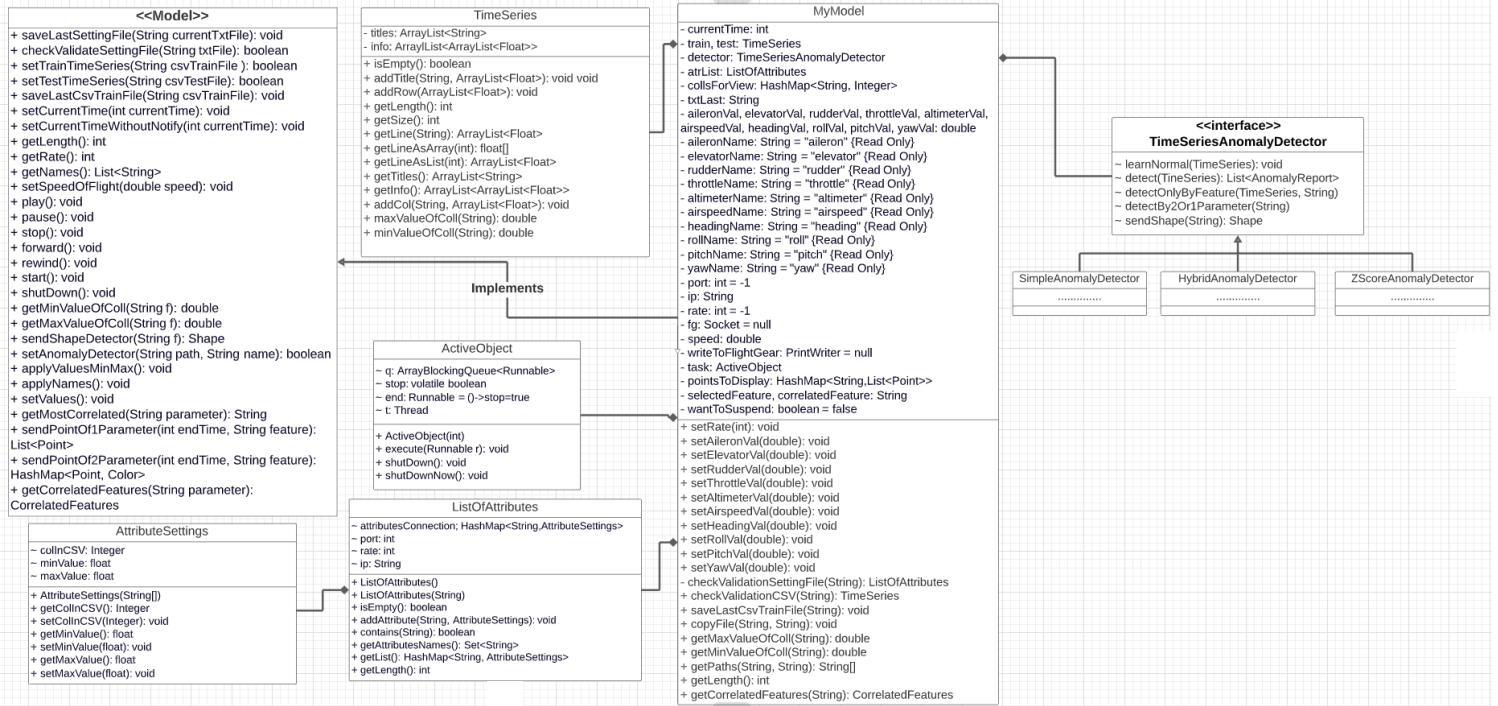 <<Model>>
+ saveLastSettingFile(String currentTxtFile): void
+ checkValidateSettingFile(String txtFile): boolean
+ setTrainTimeSeries(String csvTrainFile ): boolean
+ setTestTimeSeries(String csvTestFile): boolean
+ saveLastCsvTrainFile(String csvTrainFile): void
+ setCurrentTime(int currentTime): void
+ setCurrentTimeWithoutNotify(int currentTime): void
+ getLength(): int
+ getRate(): int
+ getNames(): List<String>
+ setSpeedOfFlight(double speed): void
+ play(): void
+ pause(): void
+ stop(): void
+ forward(): void
+ rewind(): void
+ start(): void
+ shutDown(): void
+ getMinValueOfColl(String f): double
+ getMaxValueOfColl(String f): double
+ sendShapeDetector(String f): Shape
+ setAnomalyDetector(String path, String name): boolean
+ applyValuesMinMax(): void
+ applyNames(): void
+ setValues(): void
+ getMostCorrelated(String parameter): String
+ sendPointOf1Parameter(int endTime, String feature):
List<Point>
+ sendPointOf2Parameter(int endTime, String feature):
HashMap<Point, Color>
+ getCorrelatedFeatures(String parameter):
CorrelatedFeatures
AttributeSettings
~ colInCSV: Integer
~ minValue: float
~ maxValue: float
+ AttributeSettings(String[])
+ getColInCSV(): Integer
+ setColInCSV(Integer): void
+ getMinValue(): float
+ setMinValue(float): void
+ getMaxValue(): float
+ setMaxValue(float): void
TimeSeries
- titles: ArrayList<String>
- info: ArraylList<ArrayList<Float>>
+ isEmpty(): boolean
+ addTitle(String, ArrayList<Float>): void void
+ addRow(ArrayList<Float>): void
+ getLength(): int
+ getSize(): int
+ getLine(String): ArrayList<Float>
+ getLineAsArray(int): float[]
+ getLineAsList(int): ArrayList<Float>
+ getTitles(): ArrayList<String>
+ getInfo(): ArrayList<ArrayList<Float>>
+ addCol(String, ArrayList<Float>): void
+ maxValueOfColl(String): double
+ minValueOfColl(String): double
Implements
ActiveObject
~ q: ArrayBlockingQueue<Runnable>
~ stop: volatile boolean
~ end: Runnable = ()->stop=true
~ t: Thread
+ ActiveObject(int)
+ execute(Runnable r): void
+ shutDown(): void
+ shutDownNow(): void
ListOfAttributes
~ attributesConnection; HashMap<String,AttributeSettings>
~ port: int
~ rate: int
~ ip: String
+ ListOfAttributes()
+ ListOfAttributes(String)
+ isEmpty(): boolean
+ addAttribute(String, AttributeSettings): void
+ contains(String): boolean
+ getAttributesNames(): Set<String>
+ getList(): HashMap<String, AttributeSettings>
+ getLength(): int
MyModel
- currentTime: int
- train, test: TimeSeries
- detector: TimeSeriesAnomalyDetector
- atrList: ListOfAttributes
- collsForView: HashMap<String, Integer>
- txtLast: String
- aileronVal, elevatorVal, rudderVal, throttleVal, altimeterVal,
airspeedVal, headingVal, rollVal, pitchVal, yawVal: double
- aileronName: String = "aileron" {Read Only}
- elevatorName: String = "elevator" {Read Only}
- rudderName: String = "rudder" {Read Only}
- throttleName: String = "throttle" {Read Only}
- altimeterName: String = "altimeter" {Read Only}
- airspeedName: String = "airspeed" {Read Only}
- headingName: String = "heading" {Read Only}
- rollName: String = "roll" {Read Only}
- pitchName: String = "pitch" {Read Only}
- yawName: String = "yaw" {Read Only}
- port: int = -1
- ip: String
- rate: int = -1
- fg: Socket = null
- speed: double
- writeToFlightGear: PrintWriter = null
- task: ActiveObject
- pointsToDisplay: HashMap<String,List<Point>>
- selectedFeature, correlatedFeature: String
- wantToSuspend: boolean = false
+ setRate(int): void
+ setAileronVal(double): void
+ setElevatorVal(double): void
+ setRudderVal(double): void
+ setThrottleVal(double): void
+ setAltimeterVal(double): void
+ setAirspeedVal(double): void
+ setHeadingVal(double): void
+ setRollVal(double): void
+ setPitchVal(double): void
+ setYawVal(double): void
- checkValidationSettingFile(String): ListOfAttributes
+ checkValidationCSV(String): TimeSeries
+ saveLastCsvTrainFile(String): void
+ copyFile(String, String): void
+ getMaxValueOfColl(String): double
+ getMinValueOfColl(String): double
+ getPaths(String, String): String[]
+ getLength(): int
+ getCorrelatedFeatures(String): CorrelatedFeatures
<<interface>>
TimeSeriesAnomalyDetector
~ learnNormal(TimeSeries): void
~ detect(TimeSeries): List<AnomalyReport>
~ detectOnlyByFeature(TimeSeries, String)
~ detectBy2Or1Parameter(String)
~ sendShape(String): Shape
SimpleAnomalyDetector
..............
HybridAnomalyDetector
..............
ZScoreAnomalyDetector
..............